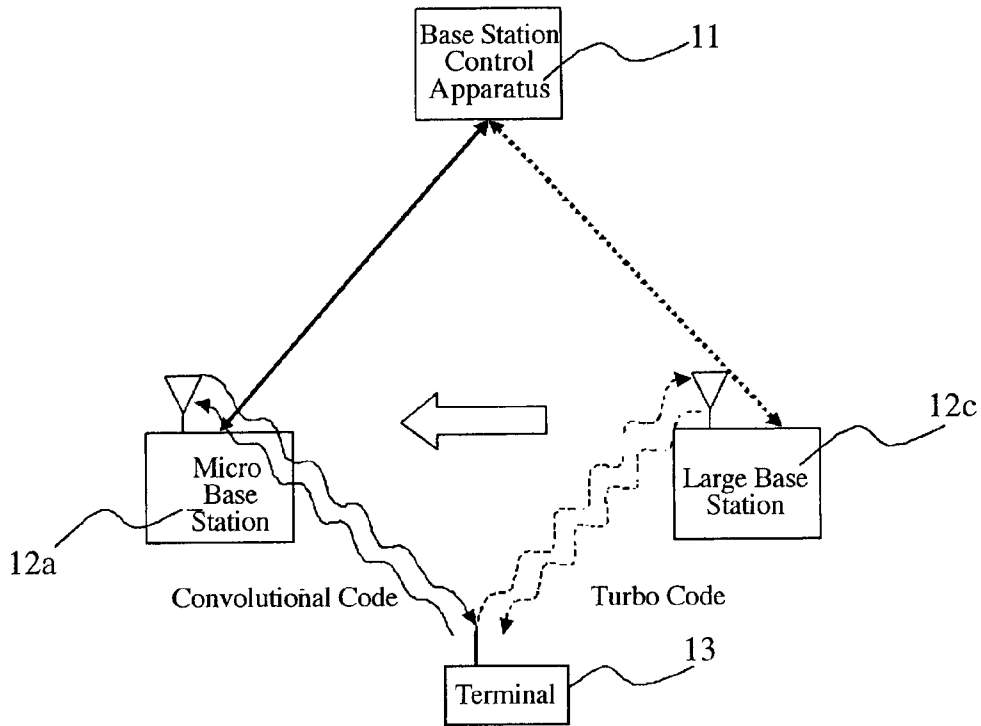 Base Station
Control
Apparatus
11
Micro
Base
Station
12a
Large Base
Station
12c
Convolutional Code
Turbo Code
Terminal
13